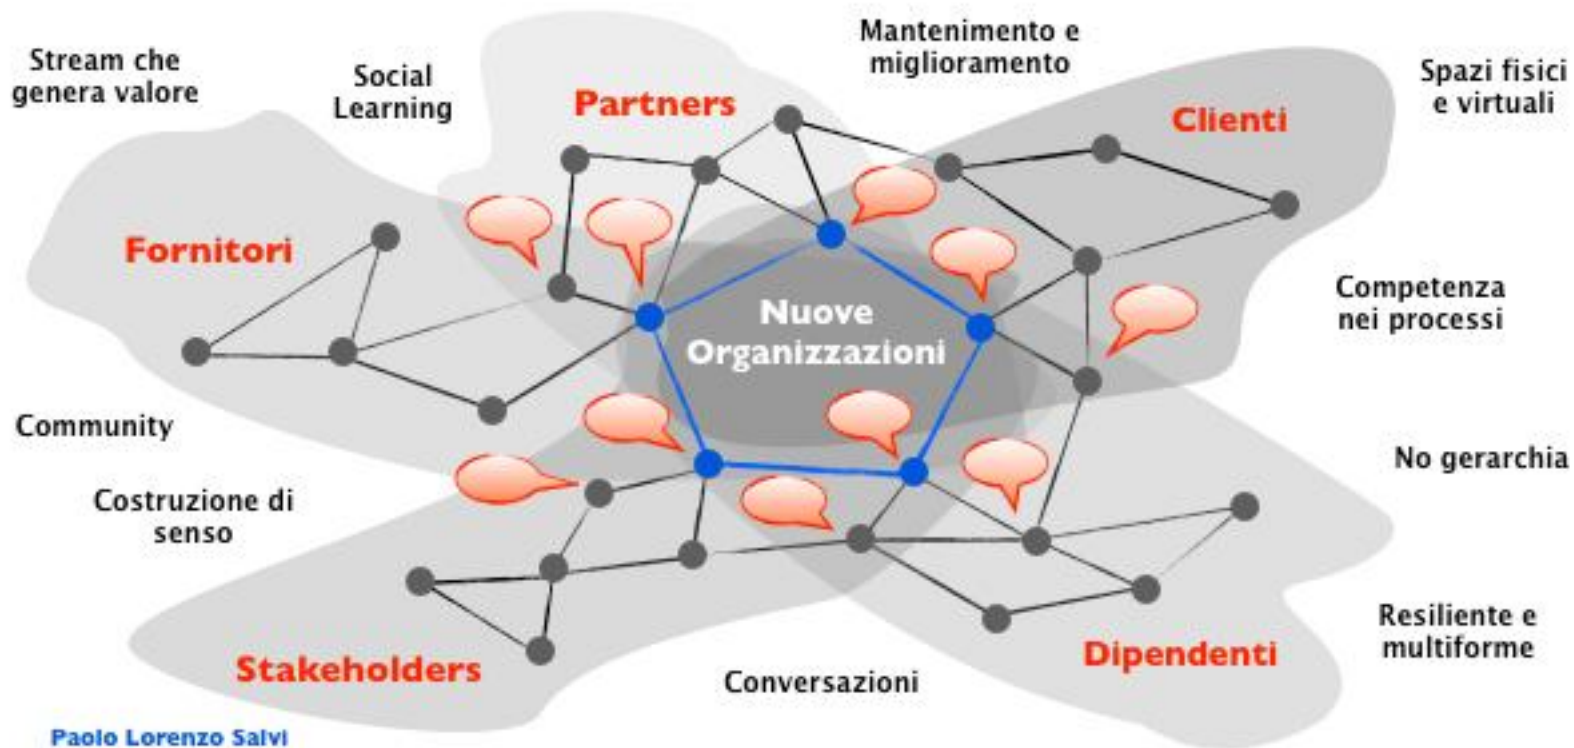 Mantenimento e
miglioramento
Stream che
genera valore
Social
Learning
Partners
Clienti
Spazi fisici
e virtuali
Fornitori
Nuove
Organizzazioni
Competenza
nei processi
Community
Costruzione di
senso
No gerarchia
Resiliente e
multiforme
Stakeholders
Conversazioni
Dipendenti
Paolo Lorenzo Salvi